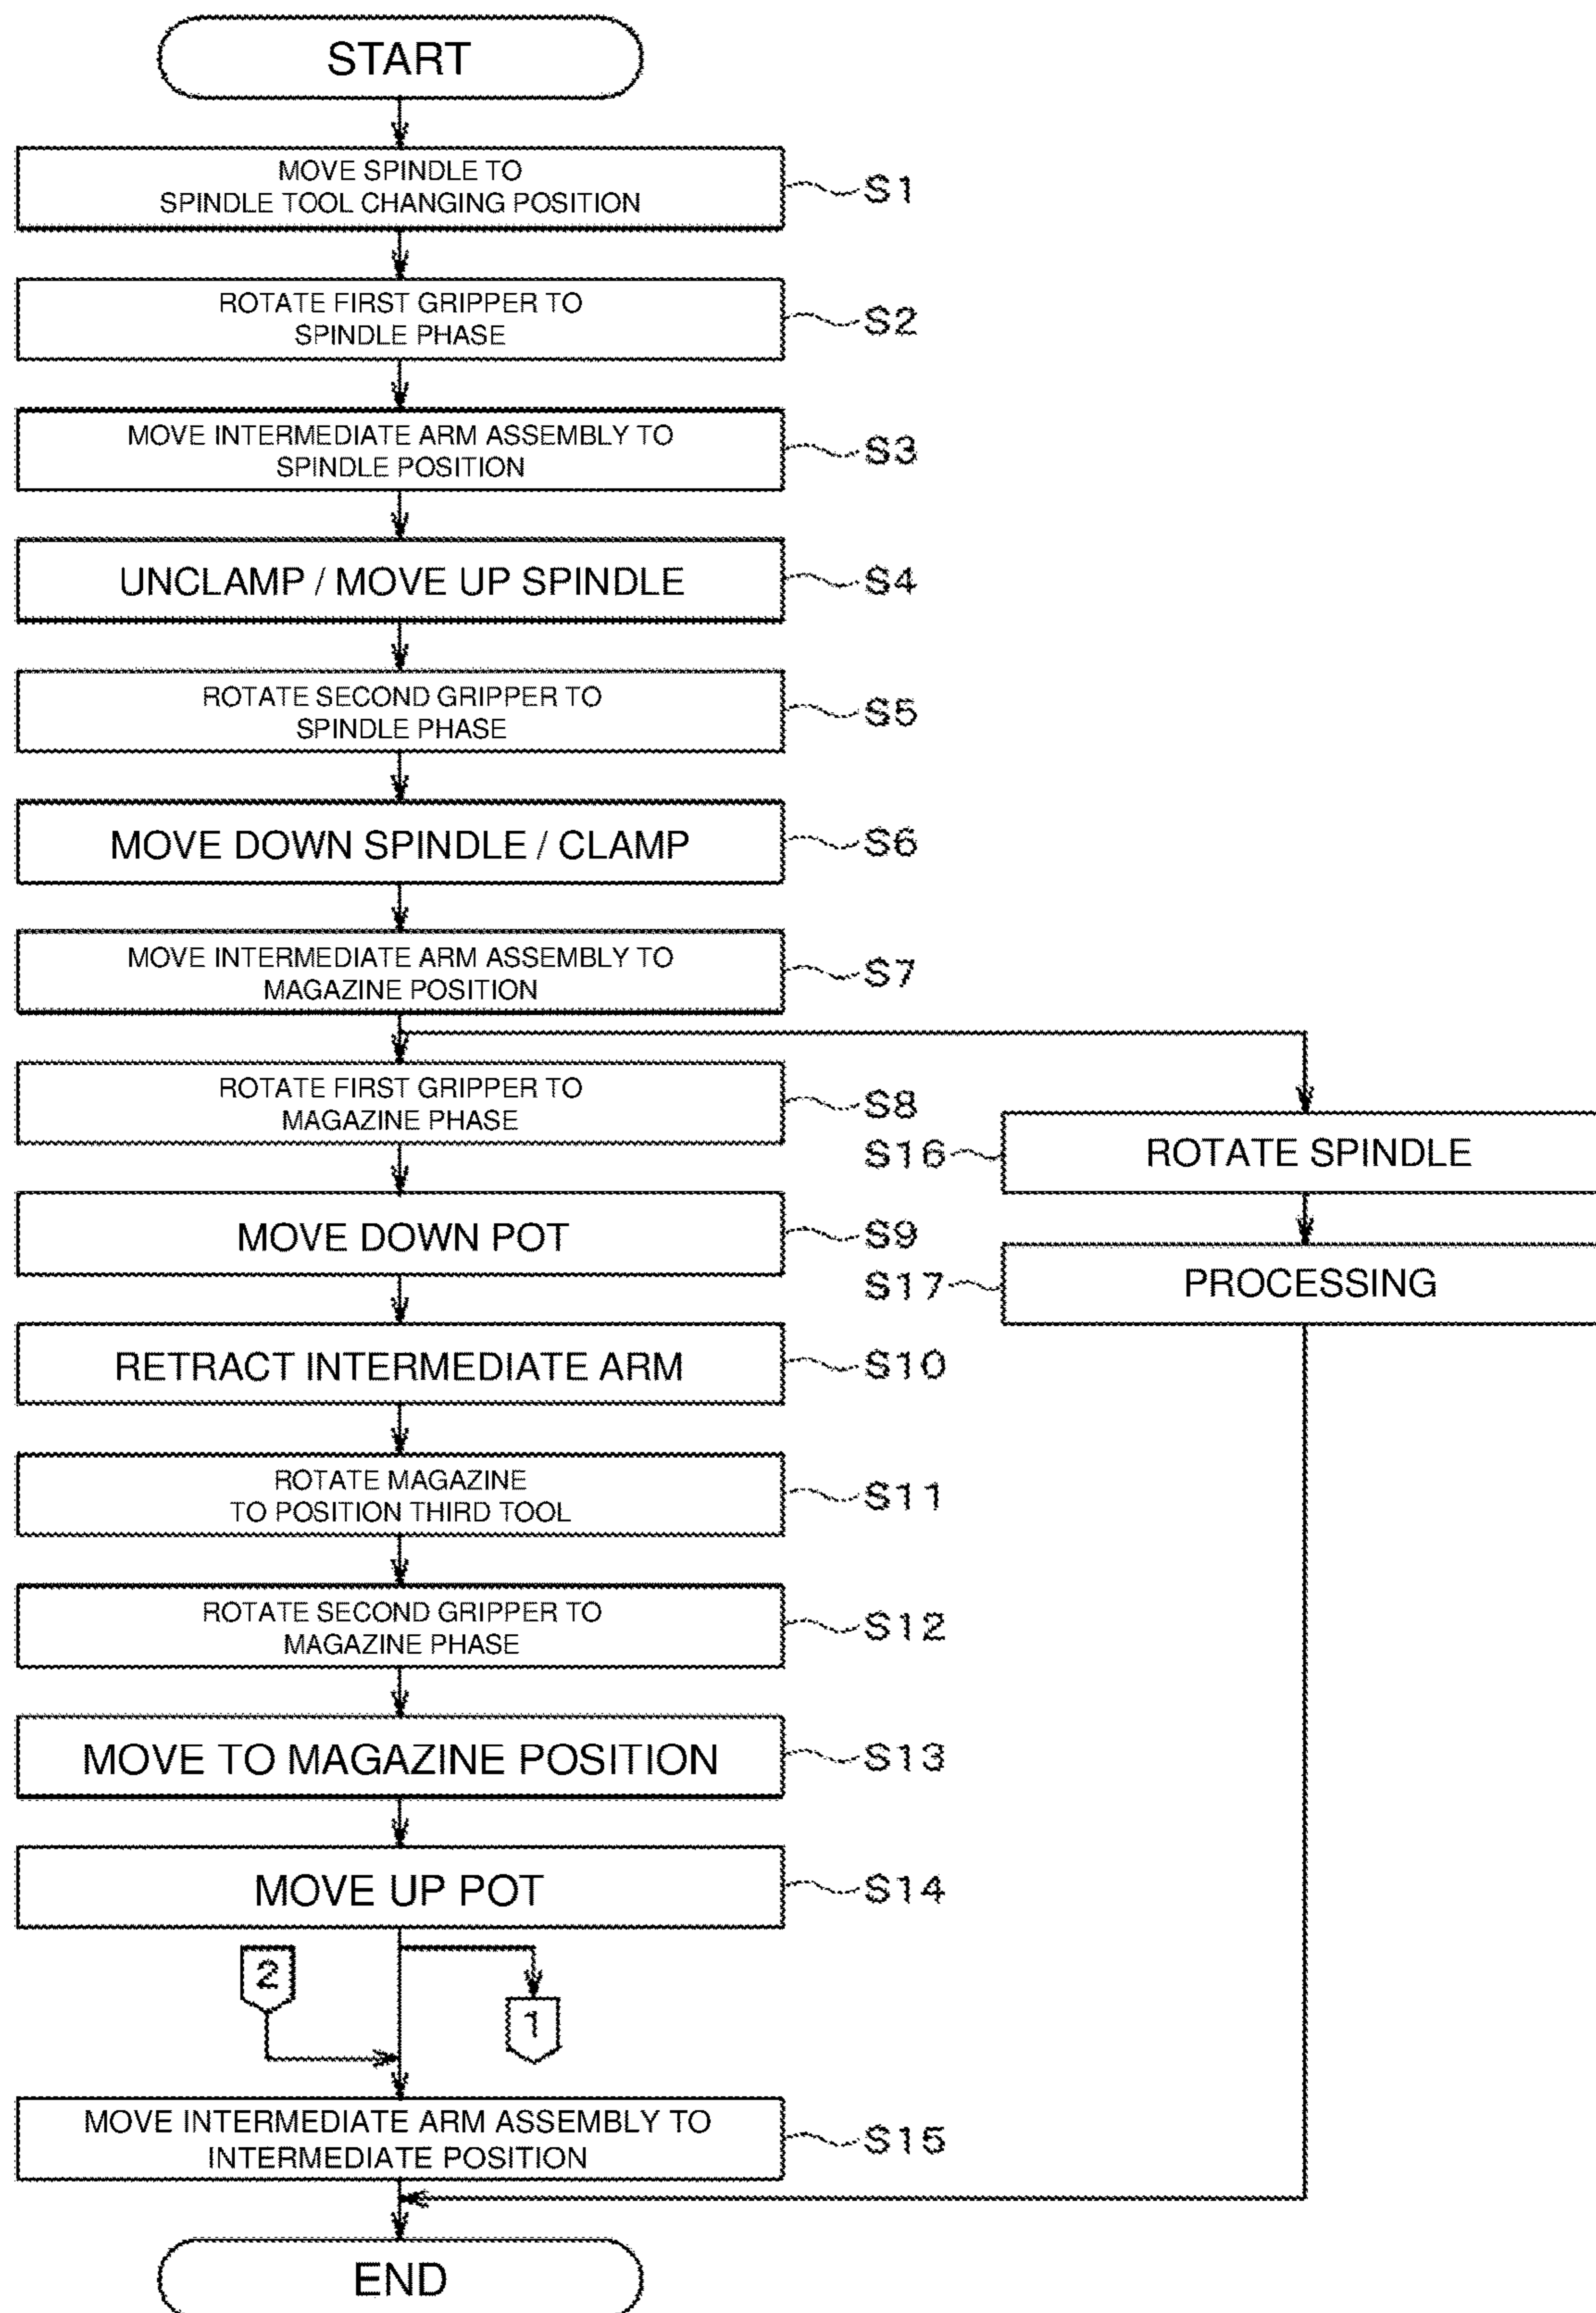 START
MOVE SPINDLE TO
SPINDLE TOOL CHANGING POSITION
S1
ROTATE FIRST GRIPPER TO
SPINDLE PHASE
S2
MOVE INTERMEDIATE ARM ASSEMBLY TO
SPINDLE POSITION
S3
UNCLAMP / MOVE UP SPINDLE
S4
ROTATE SECOND GRIPPER TO
SPINDLE PHASE
S5
MOVE DOWN SPINDLE / CLAMP
S6
MOVE INTERMEDIATE ARM ASSEMBLY TO
MAGAZINE POSITION
S7
ROTATE FIRST GRIPPER TO
MAGAZINE PHASE
S8
S16
ROTATE SPINDLE
MOVE DOWN POT
S9
S17
PROCESSING
RETRACT INTERMEDIATE ARM
S10
ROTATE MAGAZINE
TO POSITION THIRD TOOL
S11
ROTATE SECOND GRIPPER TO
MAGAZINE PHASE
S12
MOVE TO MAGAZINE POSITION
S13
MOVE UP POT
S14
2
1
MOVE INTERMEDIATE ARM ASSEMBLY TO
INTERMEDIATE POSITION
S15
END